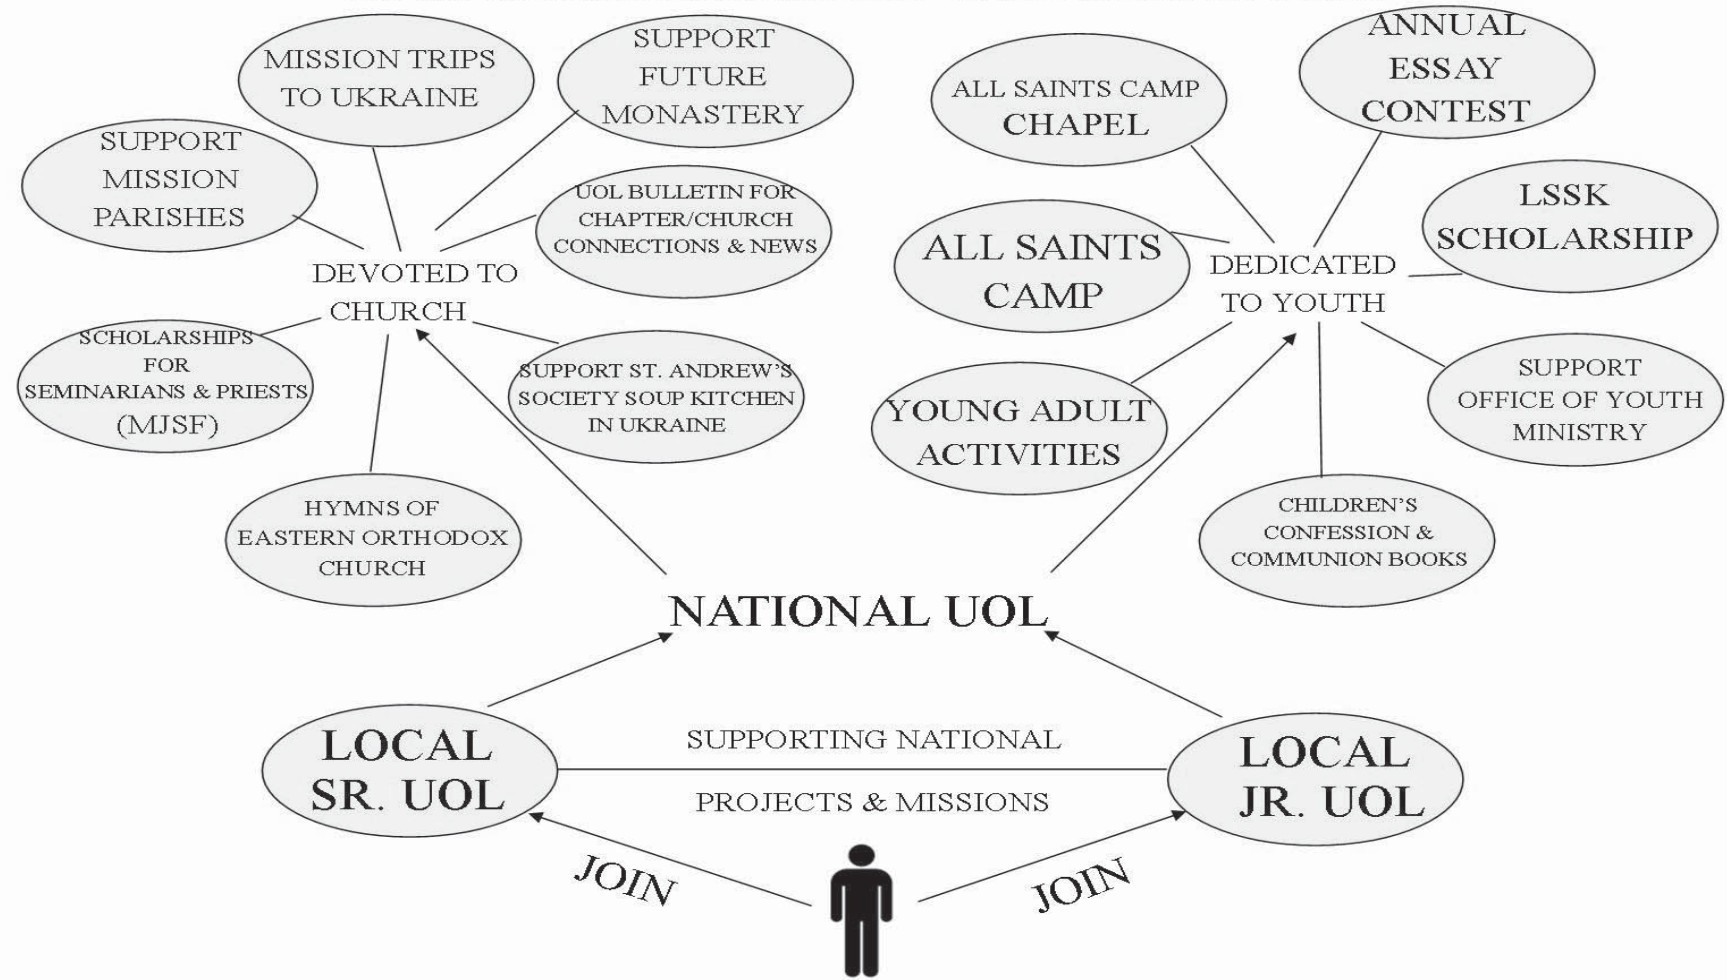 MISSION TRIPS
TO UKRAINE
SUPPORT
FUTURE
MONASTERY
SUPPORT
MISSION
PARISHES
UOL BULLETIN FOR
CHAPTER/CHURCH
CONNECTIONS & NEWS
DEVOTED TO
CHURCH
SCHOLARSHIPS
FOR
SEMINARIANS & PRIESTS
(MJSF)
SUPPORT ST. ANDREW'S
SOCIETY SOUP KITCHEN
IN UKRAINE
HYMNS OF
EASTERN ORTHODOX
CHURCH
ALL SAINTS CAMP
CHAPEL
ANNUAL
ESSAY
CONTEST
LSSK
SCHOLARSHIP
ALL SAINTS
CAMP
DEDICATED
TO YOUTH
YOUNG ADULT
ACTIVITIES
SUPPORT
OFFICE OF YOUTH
MINISTRY
CHILDREN'S
CONFESSION &
COMMUNION BOOKS
NATIONAL UOL
LOCAL
SR. UOL
SUPPORTING NATIONAL
PROJECTS & MISSIONS
LOCAL
JR. UOL
JOIN
JOIN